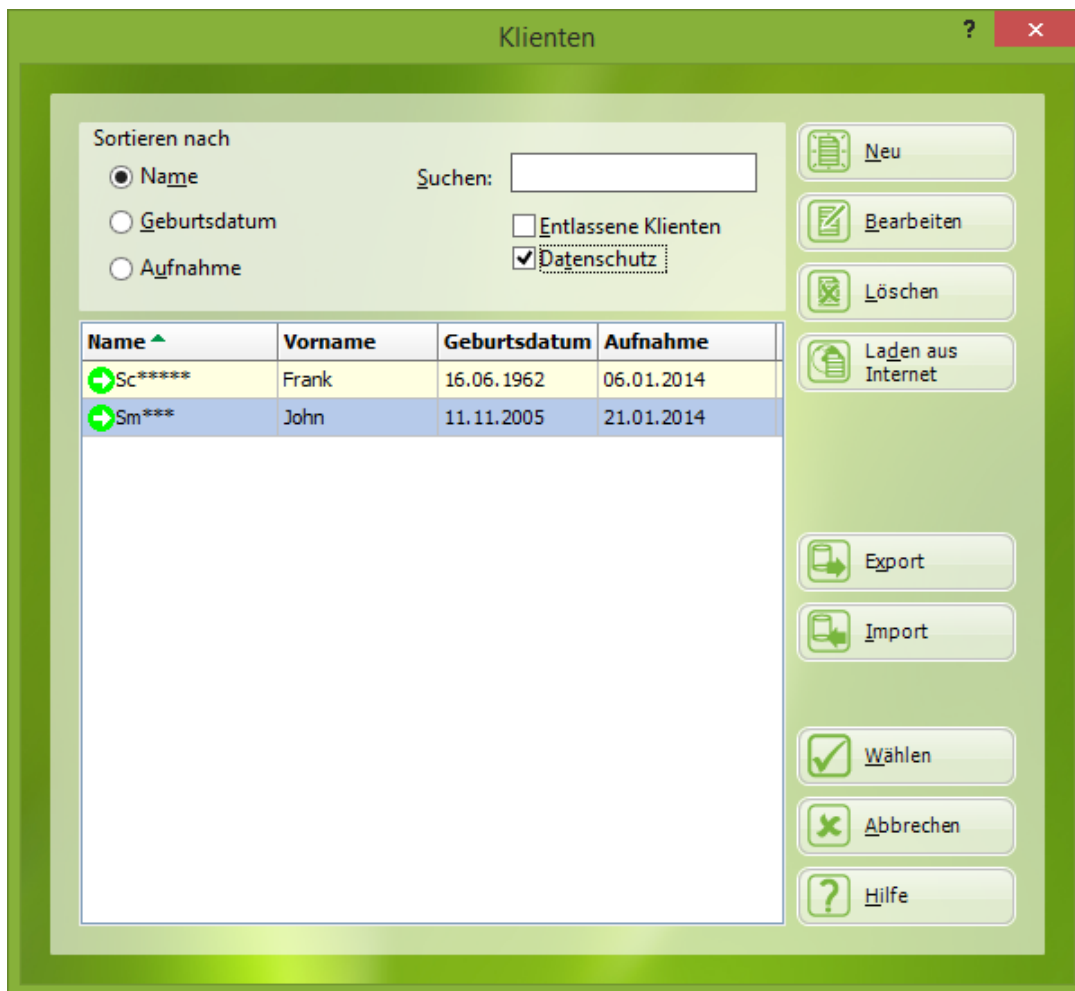 Klienten
?
Sortieren nach
Name
Geburtsdatum
Aufnahme
Suchen:
Entlassene Klienten
Datenschutz
Name Vorname Geburtsdatum Aufnahme
Sc***** Frank 16.06.1962 06.01.2014
Sm*** John 11.11.2005 21.01.2014
Neu
Bearbeiten
Löschen
Laden aus
Internet
Export
Import
Wählen
Abbrechen
Hilfe